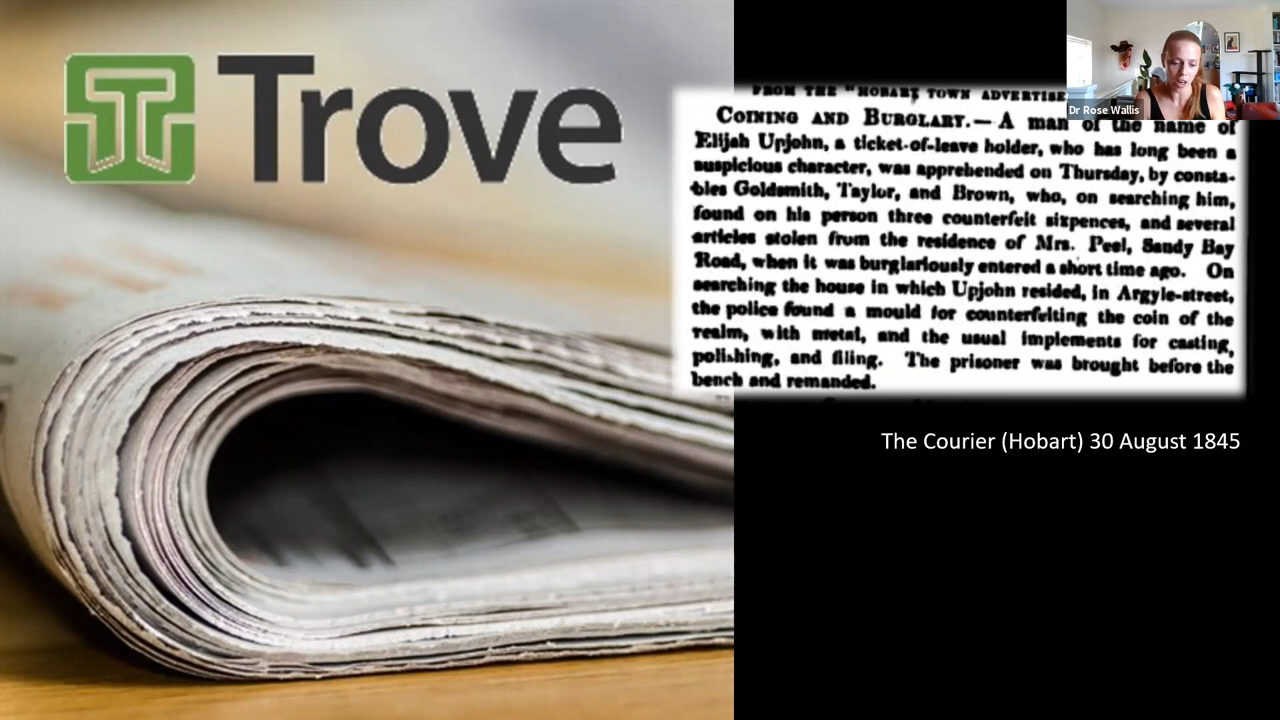 Trove
Dr Rose Wallis
FROM THE "HOBART TOWN ADVERTISE
COINING AND BURGLARY.—A man of the name of
Elijah Upjohn, a ticket-of-leave holder, who has long been a
suspicious character, was apprehended on Thursday, by consta-
bles Goldsmith, Taylor, and Brown, who, on searching him,
found on his person three counterfeit sixpences, and several
articles stolen from the residence of Mrs. Peel, Sandy Bay
Road, when it was burglariously entered a short time ago. On
searching the house in which Upjohn resided, in Argyle-street,
the police found a mould for counterfeiting the coin of the
realm, with metal, and the usual implements for casting,
polishing, and filing. The prisoner was brought before the
bench and remanded.
The Courier (Hobart) 30 August 1845